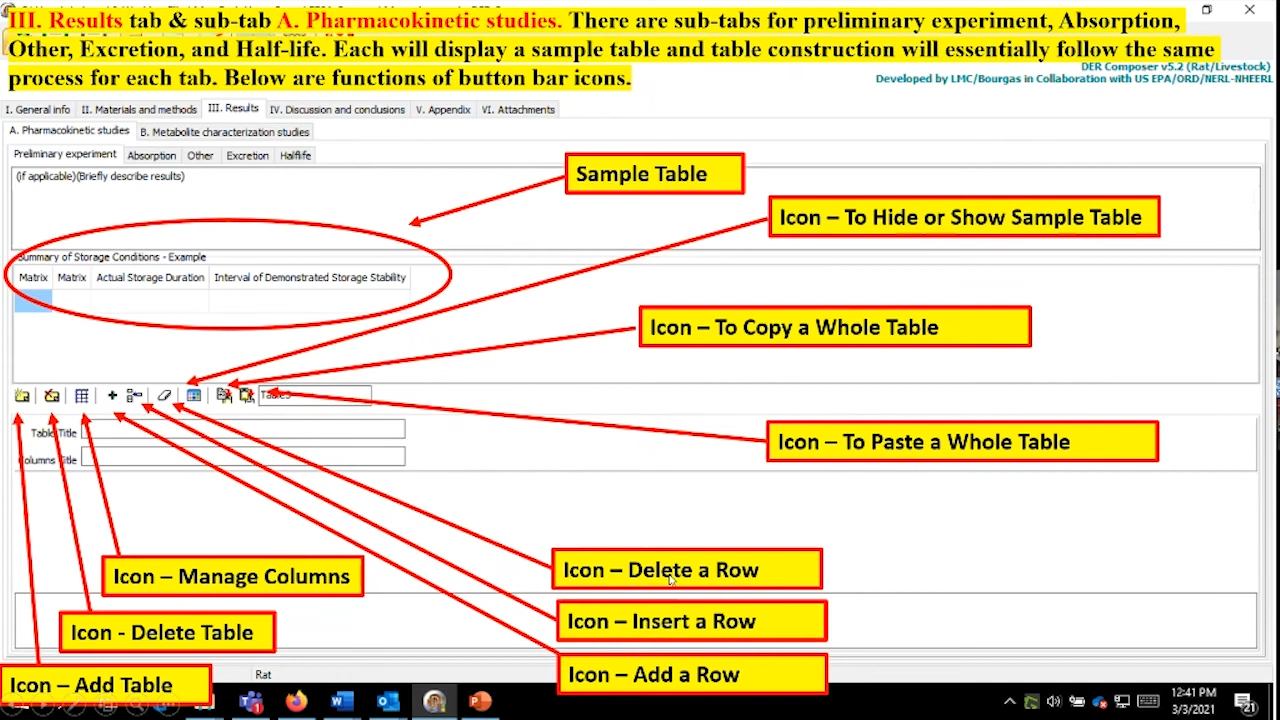 III. Results tab & sub-tab A. Pharmacokinetic studies. There are sub-tabs for preliminary experiment, Absorption,
Other, Excretion, and Half-life. Each will display a sample table and table construction will essentially follow the same
process for each tab. Below are functions of button bar icons.
DER Composer v5.2 (Rat/Livestock)
Developed by LMC/Bourgas in Collaboration with US EPA/ORD/NERL-NHEERL
I. General info II. Materials and methods III. Results IV. Discussion and conclusions V. Appendix VI. Attachments
A. Pharmacokinetic studies B. Metabolite characterization studies
Preliminary experiment Absorption Other Excretion Halflife
(if applicable)(Briefly describe results)
Sample Table
Icon – To Hide or Show Sample Table
Summary of Storage Conditions - Example
Matrix Matrix Actual Storage Duration Interval of Demonstrated Storage Stability
Icon – To Copy a Whole Table
Table Title
Icon – To Paste a Whole Table
Columns Title
Icon – Delete a Row
Icon – Manage Columns
Icon – Insert a Row
Icon - Delete Table
Icon – Add a Row
Icon – Add Table
Rat
12:41 PM
3/3/2021
21